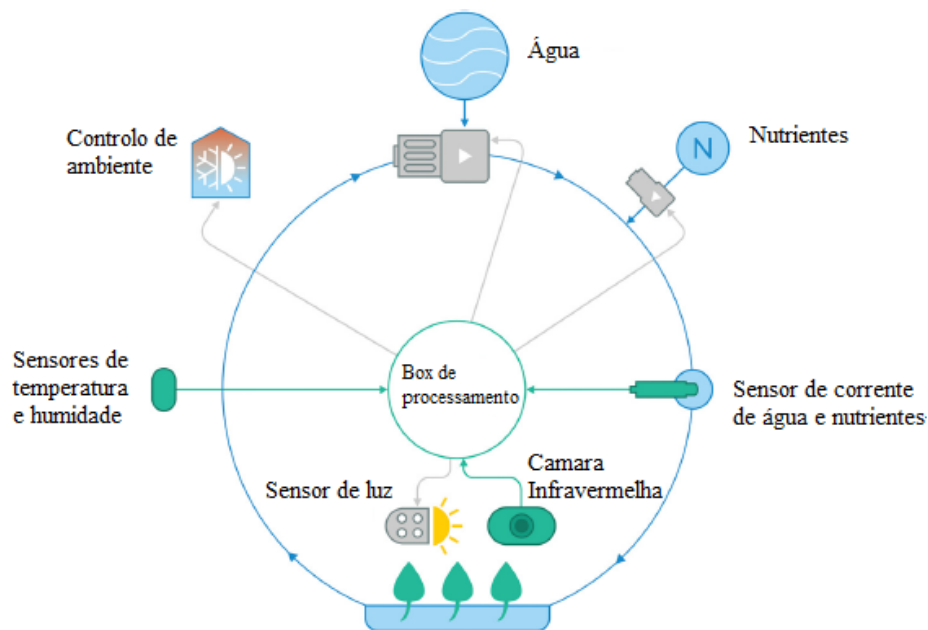 Água
Controlo de
ambiente
Nutrientes
N
Sensores de
temperatura
e humidade
Box de
processamento
Sensor de corrente
de água e nutrientes
Sensor de luz
Camara
Infravermelha